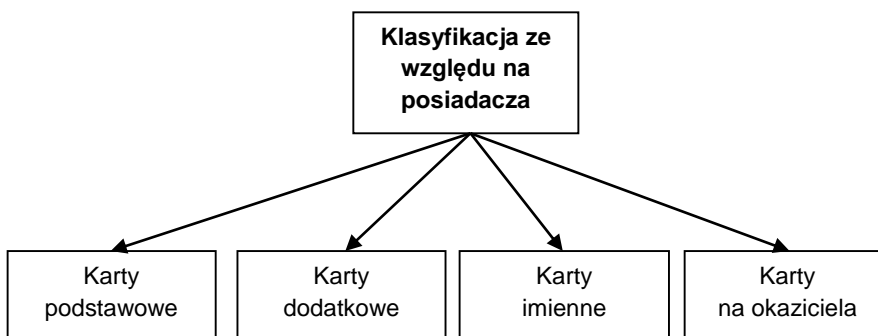 Klasyfikacja ze
względu na
posiadacza
Karty
podstawowe
Karty
dodatkowe
Karty
imienne
Karty
na okaziciela